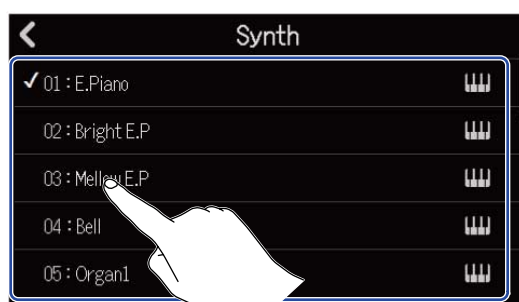 Synth
01 : E.Piano
02 : Bright E.P
03 : Mellow E.P
04 : Bell
05 : Organ1